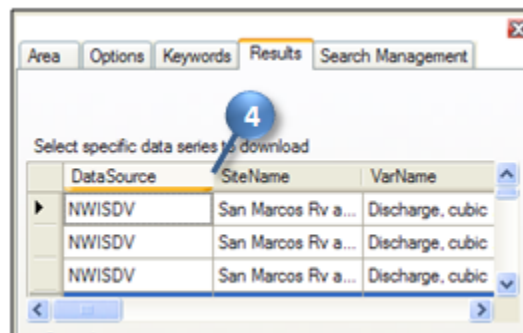 Area Options Keywords Results Search Management
4
Select specific data series to download
DataSource SiteName VarName
NWISDV San Marcos Rv a... Discharge, cubic
NWISDV San Marcos Rv a... Discharge, cubic
NWISDV San Marcos Rv a... Discharge, cubic